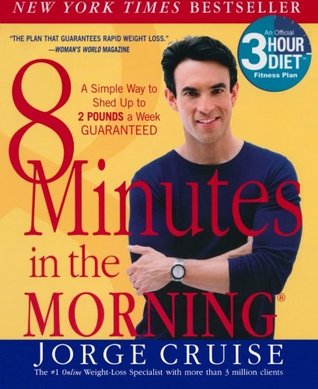 NEW YORK TIMES BESTSELLER
"THE PLAN THAT GUARANTEES RAPID WEIGHT LOSS."
—WOMAN'S WORLD MAGAZINE
An Official
3 HOUR
DIET™
Fitness Plan
A Simple Way to
Shed Up to
2 POUNDS a Week
GUARANTEED
8
Minutes
in the
MORNING®
JORGE CRUISE
The #1 Online Weight-Loss Specialist with more than 3 million clients